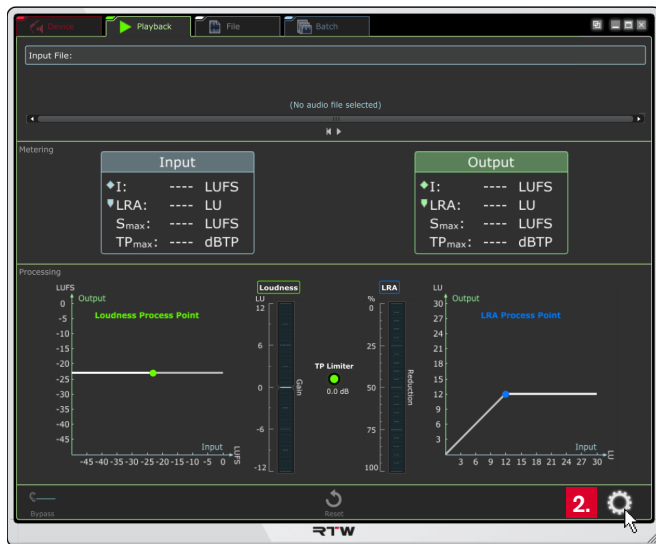 Device Playback File Batch
Input File:
(No audio file selected)
Metering
Input
I: ---- LUFS
LRA: ---- LU
Smax: ---- LUFS
TPmax: ---- dBTP
Output
I: ---- LUFS
LRA: ---- LU
Smax: ---- LUFS
TPmax: ---- dBTP
Processing
LUFS
Output
Loudness Process Point
0
-5
-10
-15
-20
-25
-30
-35
-40
-45
Input
-45 -40 -35 -30 -25 -20 -15 -10 -5 0
LUFS
Loudness
LU
12
6
0
-6
-12
Gain
TP Limiter
0.0 dB
LRA
%
0
25
50
75
100
Reduction
LU
Output
LRA Process Point
30
27
24
21
18
15
12
9
6
3
Input
3 6 9 12 15 18 21 24 27 30
LU
Bypass
Reset
2.
RTW